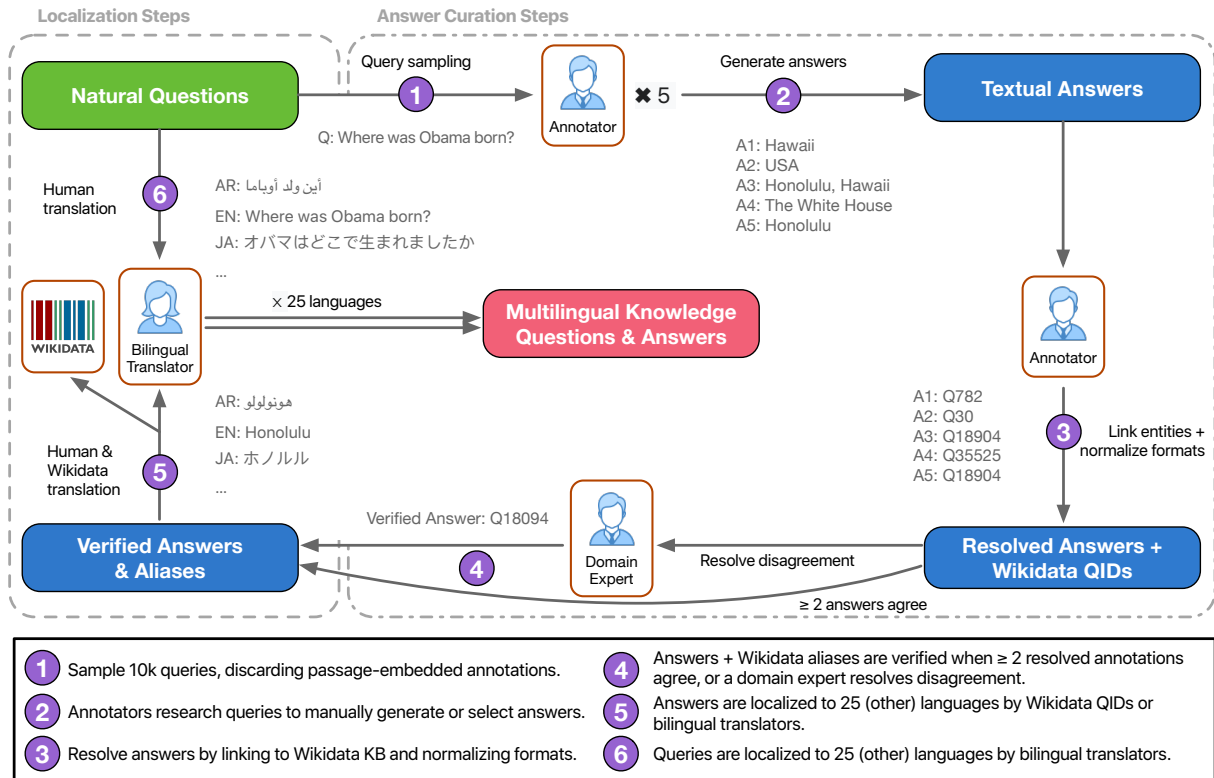 Localization Steps
Answer Curation Steps
Natural Questions
Query sampling
1
Q: Where was Obama born?
Annotator
✖ 5
Generate answers
2
Textual Answers
A1: Hawaii
A2: USA
A3: Honolulu, Hawaii
A4: The White House
A5: Honolulu
Human
translation
6
AR: أين ولد أوباما
EN: Where was Obama born?
JA: オバマはどこで生まれましたか
...
WIKIDATA
Bilingual
Translator
× 25 languages
Multilingual Knowledge
Questions & Answers
Annotator
A1: Q782
A2: Q30
A3: Q18904
A4: Q35525
A5: Q18904
3
Link entities +
normalize formats
AR: هونولولو
EN: Honolulu
JA: ホノルル
...
Human &
Wikidata
translation
5
Verified Answers
& Aliases
Verified Answer: Q18094
4
Domain
Expert
Resolve disagreement
≥ 2 answers agree
Resolved Answers +
Wikidata QIDs
1 Sample 10k queries, discarding passage-embedded annotations.
2 Annotators research queries to manually generate or select answers.
3 Resolve answers by linking to Wikidata KB and normalizing formats.
4 Answers + Wikidata aliases are verified when ≥ 2 resolved annotations
agree, or a domain expert resolves disagreement.
5 Answers are localized to 25 (other) languages by Wikidata QIDs or
bilingual translators.
6 Queries are localized to 25 (other) languages by bilingual translators.